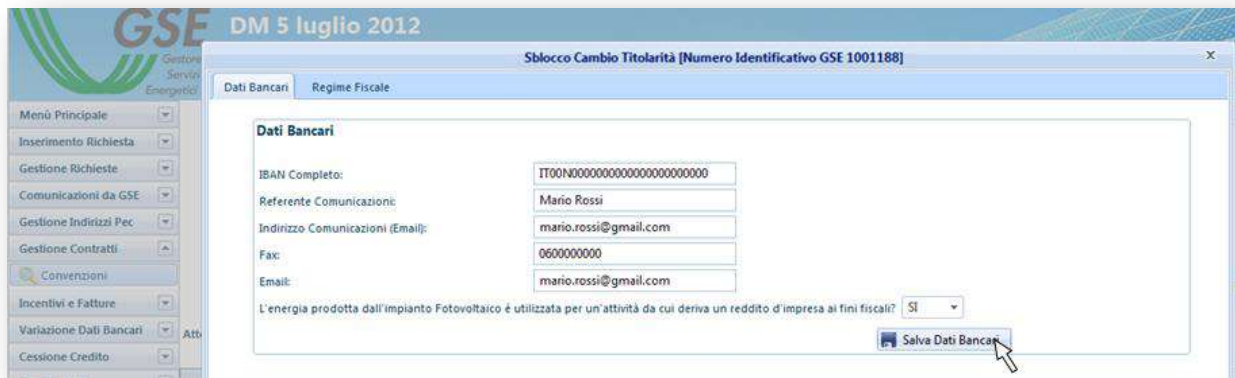 GSE
Gestore
Servizi
Energetici
DM 5 luglio 2012
Sblocco Cambio Titolarità [Numero Identificativo GSE 1001188]
x
Dati Bancari
Regime Fiscale
Menù Principale
Inserimento Richiesta
Gestione Richieste
Comunicazioni da GSE
Gestione Indirizzi Pec
Gestione Contratti
Convenzioni
Incentivi e Fatture
Variazione Dati Bancari
Cessione Credito
Dati Bancari
IBAN Completo:
IT00N0000000000000000000000
Referente Comunicazioni: Mario Rossi
Indirizzo Comunicazioni (Email): mario.rossi@gmail.com
Fax: 0600000000
Email: mario.rossi@gmail.com
L'energia prodotta dall'impianto Fotovoltaico é utilizzata per un'attività da cui deriva un reddito d'impresa ai fini fiscali? SI
Salva Dati Bancari